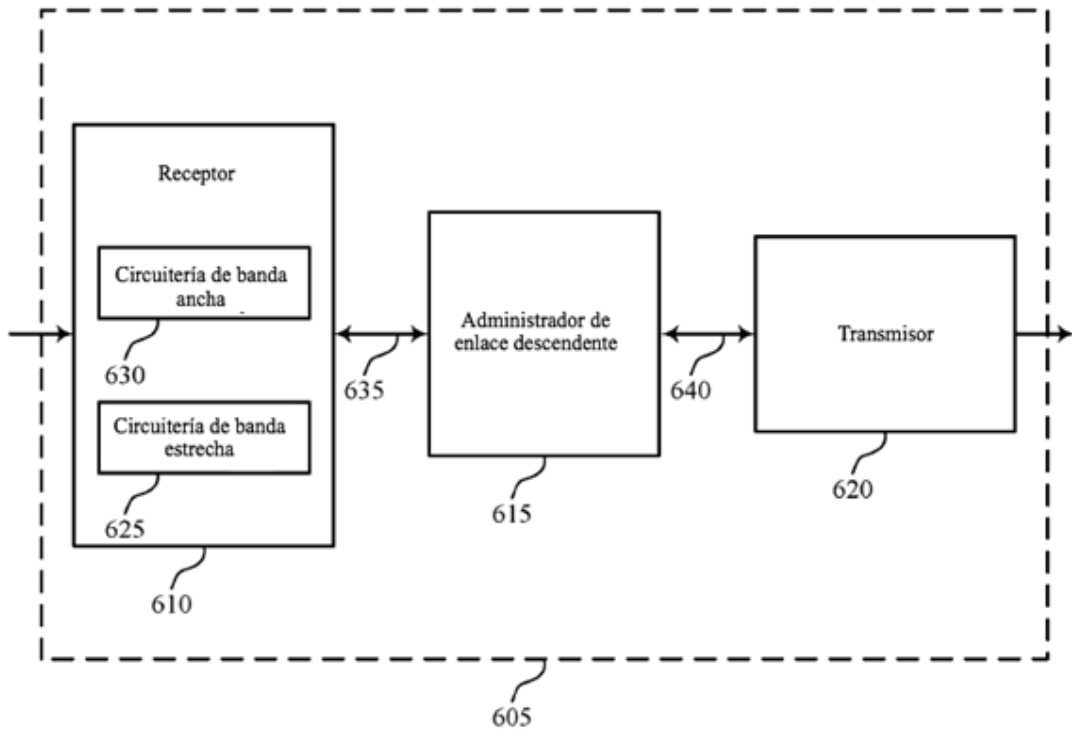 Receptor
Circuitería de banda
ancha
630
Circuitería de banda
estrecha
625
610
635
Administrador de
enlace descendente
615
640
Transmisor
620
605